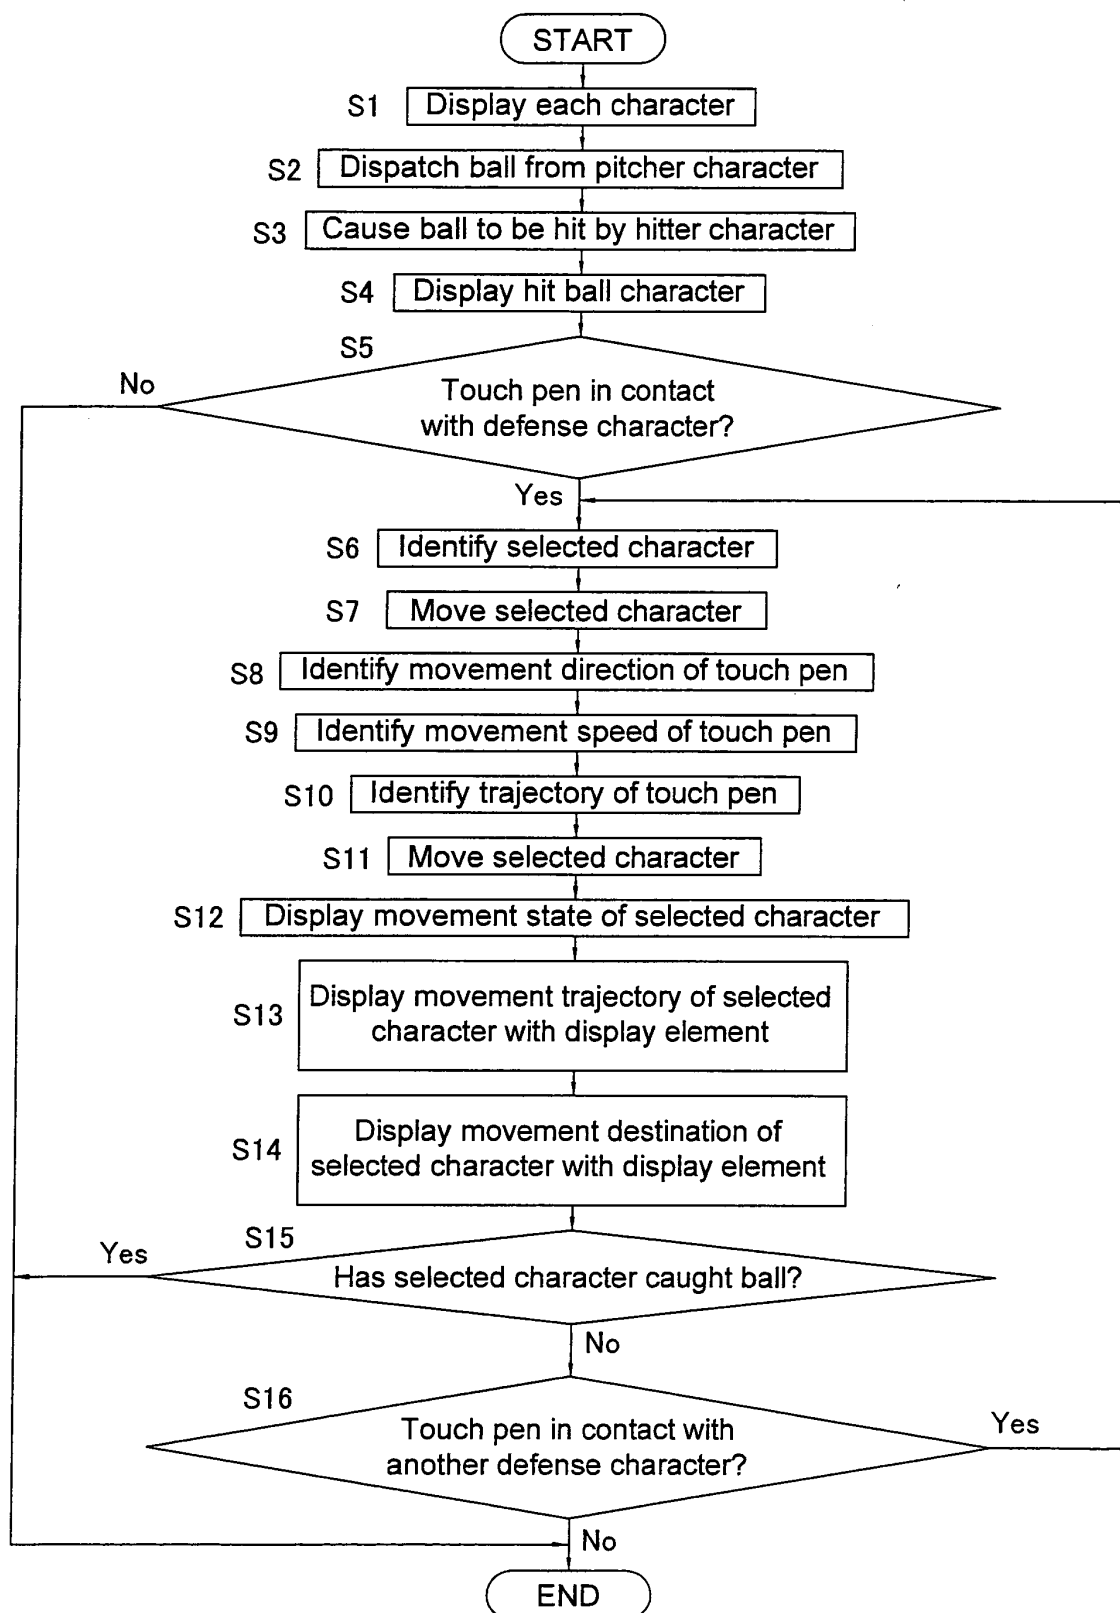 START
S1 Display each character
S2 Dispatch ball from pitcher character
S3 Cause ball to be hit by hitter character
S4 Display hit ball character
S5
No
Touch pen in contact
with defense character?
Yes
S6 Identify selected character
S7 Move selected character
S8 Identify movement direction of touch pen
S9 Identify movement speed of touch pen
S10 Identify trajectory of touch pen
S11 Move selected character
S12 Display movement state of selected character
S13
Display movement trajectory of selected
character with display element
S14
Display movement destination of
selected character with display element
S15
Yes
Has selected character caught ball?
No
S16
Touch pen in contact with
another defense character?
Yes
No
END